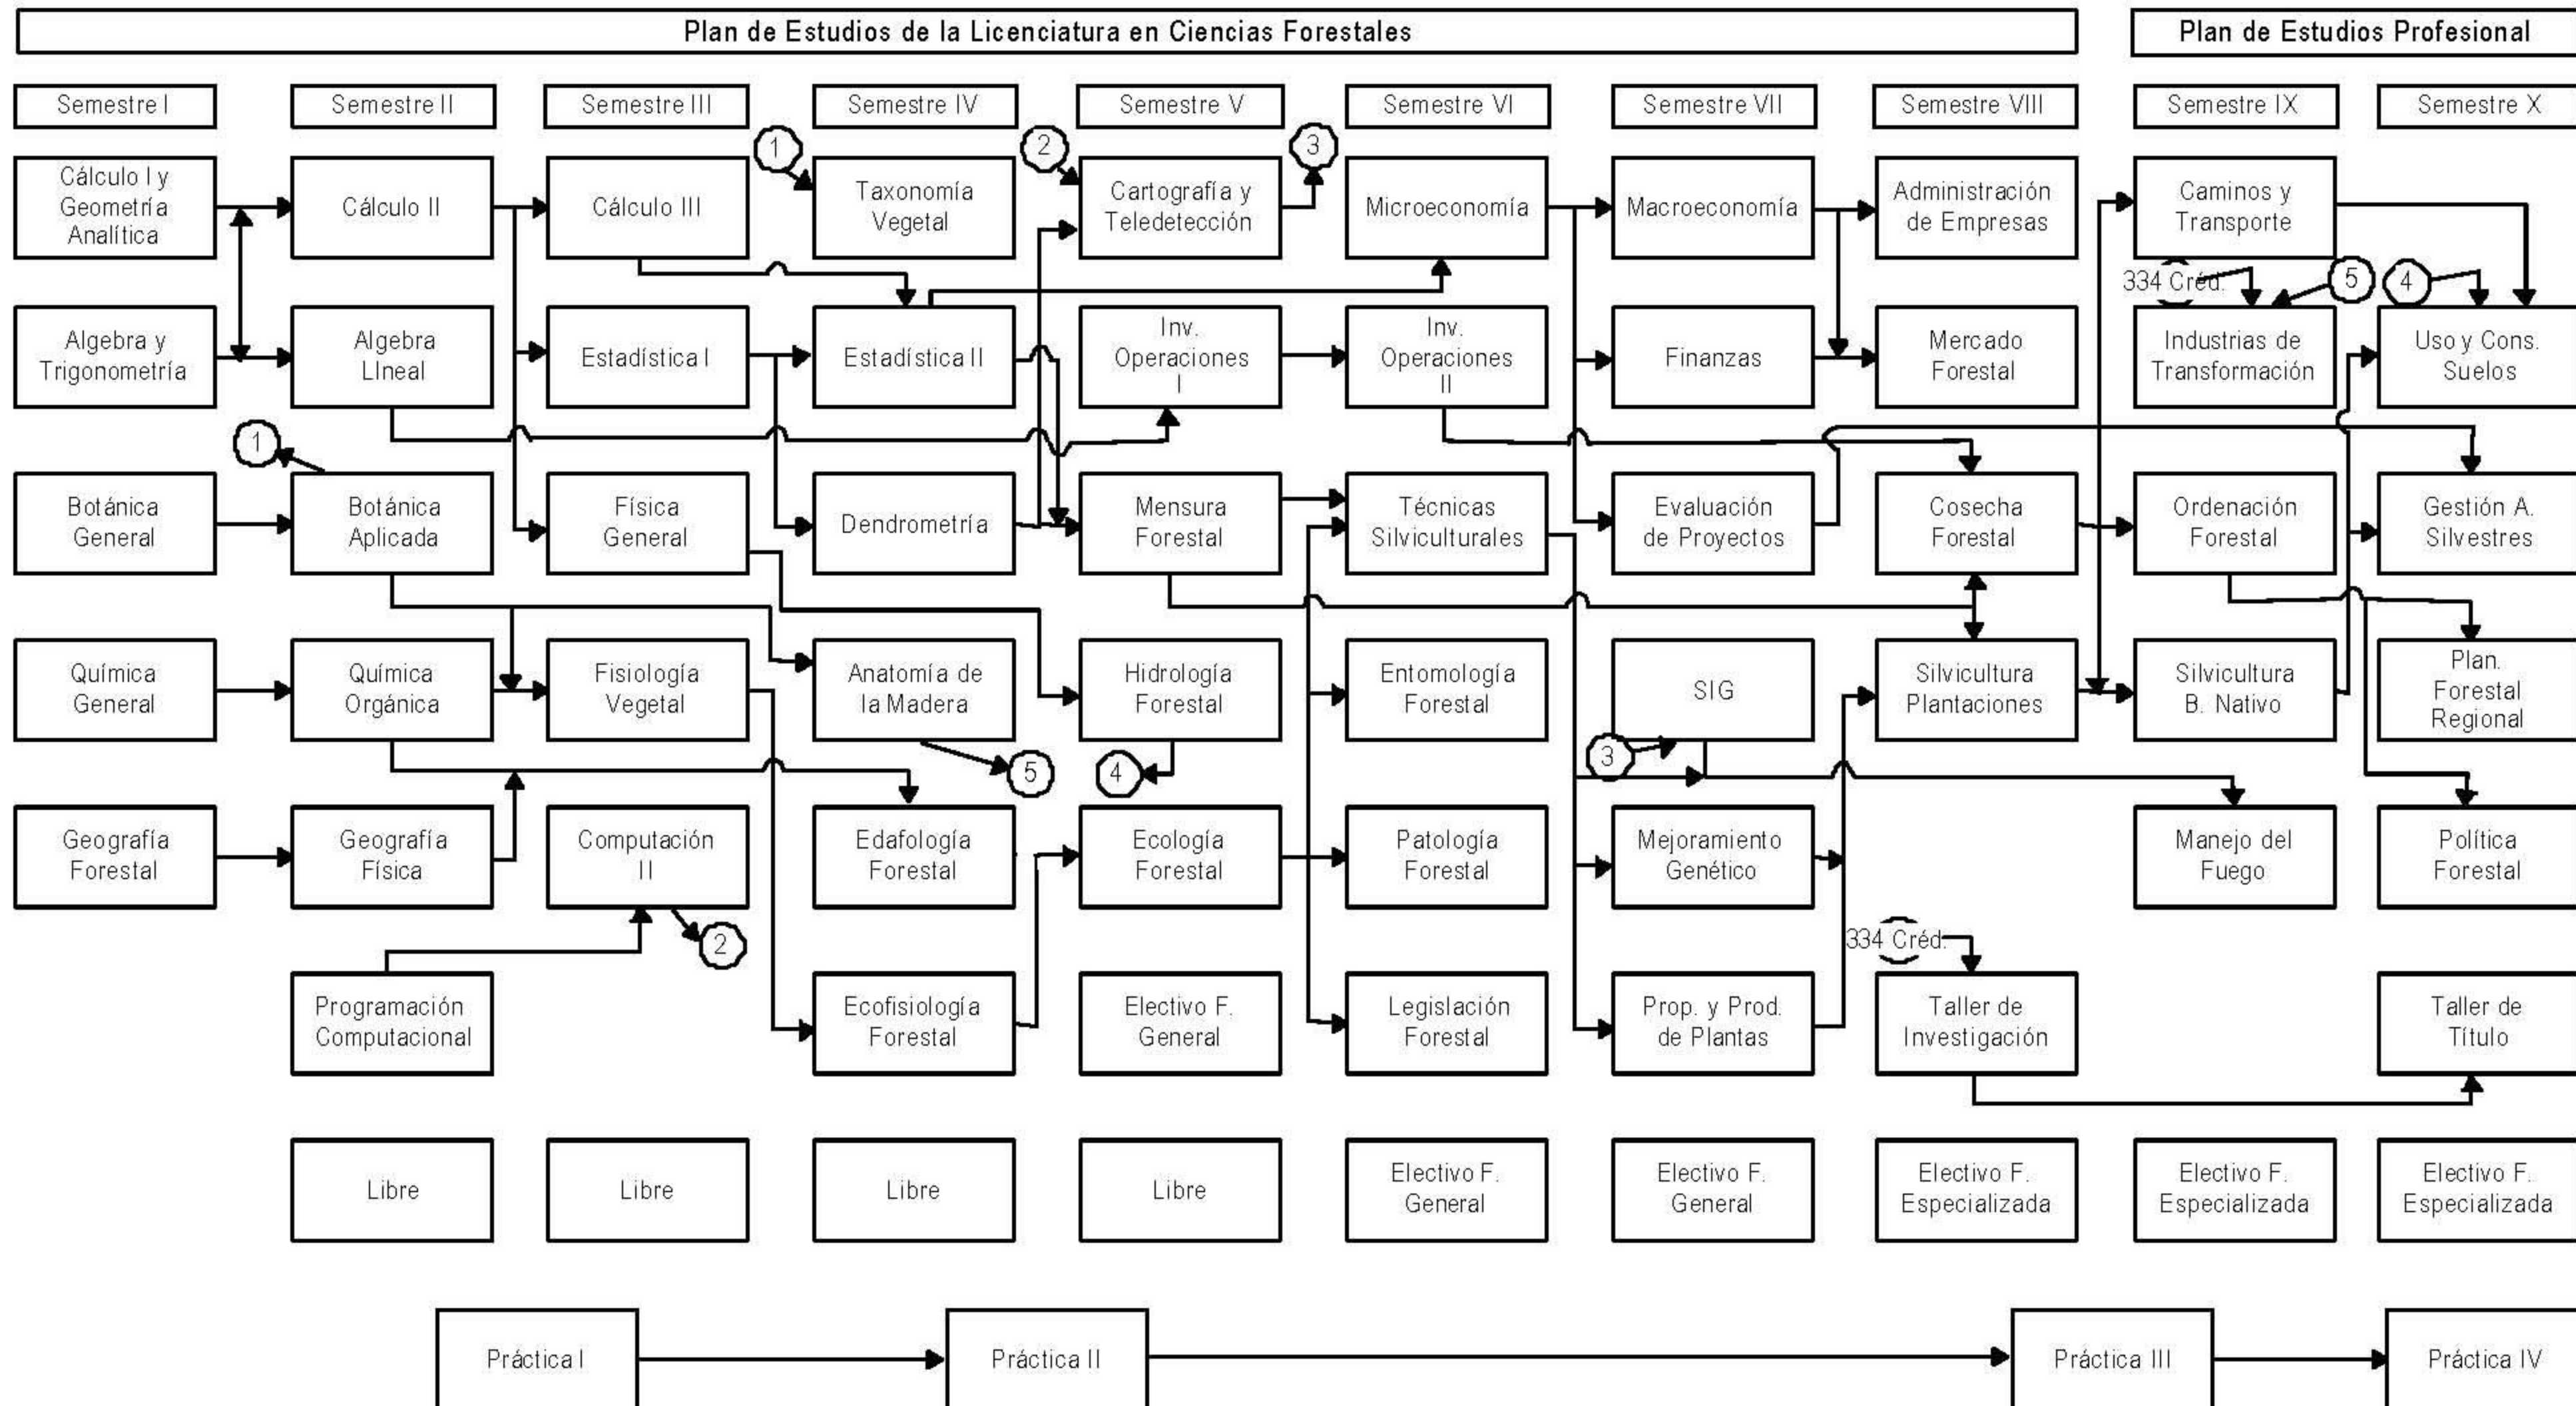 Plan de Estudios de la Licenciatura en Ciencias Forestales
Plan de Estudios Profesional
Semestre I
Semestre II
Semestre III
Semestre IV
Semestre V
Semestre VI
Semestre VII
Semestre VIII
Semestre IX
Semestre X
1
2
3
Cálculo I y
Geometría
Analítica
Cálculo II
Cálculo III
Taxonomía
Vegetal
Cartografía y
Teledetección
Microeconomía
Macroeconomía
Administración
de Empresas
Caminos y
Transporte
334 Créd.
5
4
Algebra y
Trigonometría
Algebra
LIneal
Estadística I
Estadística II
Inv.
Operaciones
I
Inv.
Operaciones
II
Finanzas
Mercado
Forestal
Industrias de
Transformación
Uso y Cons.
Suelos
1
Botánica
General
Botánica
Aplicada
Física
General
Dendrometría
Mensura
Forestal
Técnicas
Silviculturales
Evaluación
de Proyectos
Cosecha
Forestal
Ordenación
Forestal
Gestión A.
Silvestres
Química
General
Química
Orgánica
Fisiología
Vegetal
Anatomía de
la Madera
Hidrología
Forestal
Entomología
Forestal
SIG
Silvicultura
Plantaciones
Silvicultura
B. Nativo
Plan.
Forestal
Regional
5
4
3
Geografía
Forestal
Geografía
Física
Computación
II
Edafología
Forestal
Ecología
Forestal
Patología
Forestal
Mejoramiento
Genético
Manejo del
Fuego
Política
Forestal
2
334 Créd.
Programación
Computacional
Ecofisiología
Forestal
Electivo F.
General
Legislación
Forestal
Prop. y Prod.
de Plantas
Taller de
Investigación
Taller de
Título
Libre
Libre
Libre
Libre
Electivo F.
General
Electivo F.
General
Electivo F.
Especializada
Electivo F.
Especializada
Electivo F.
Especializada
Práctica I
Práctica II
Práctica III
Práctica IV